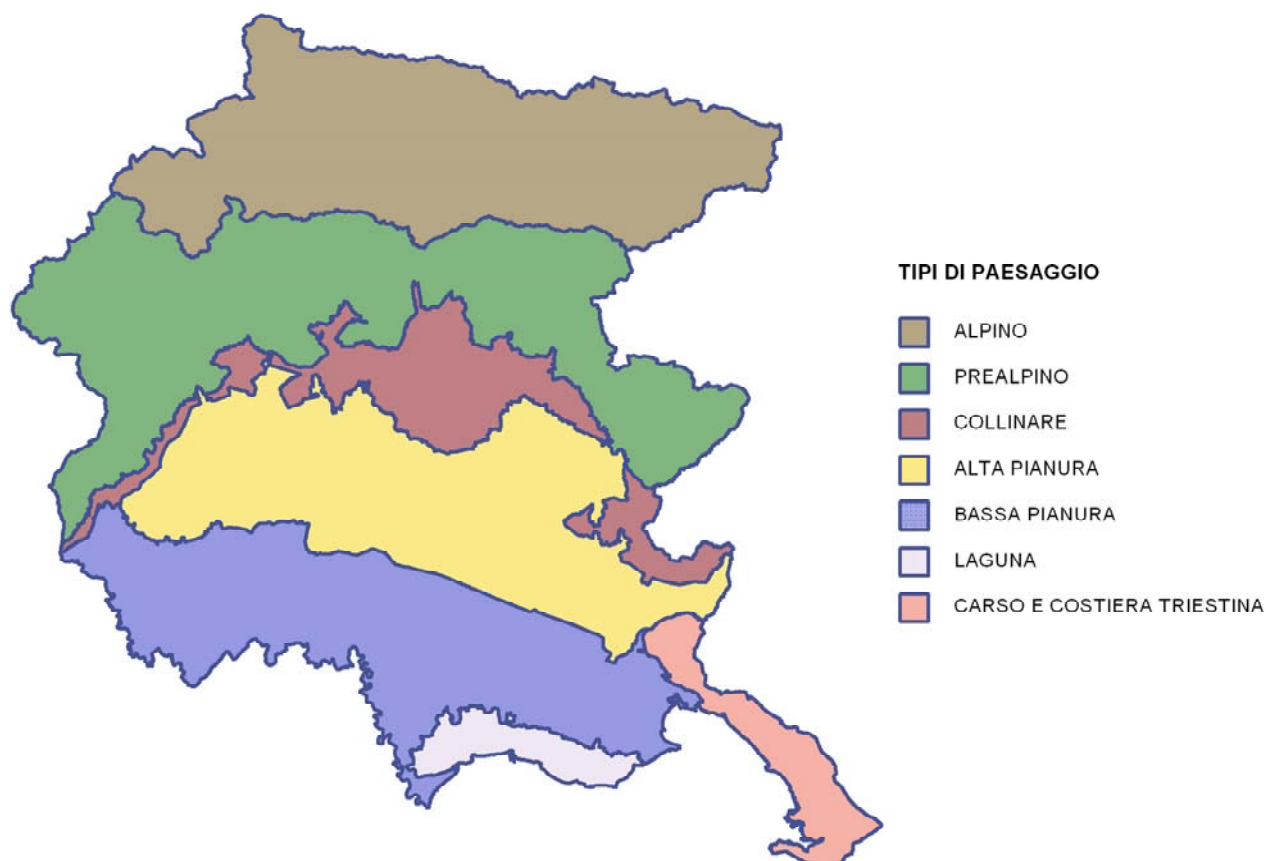 TIPI DI PAESAGGIO
ALPINO
PREALPINO
COLLINARE
ALTA PIANURA
BASSA PIANURA
LAGUNA
CARSO E COSTIERA TRIESTINA